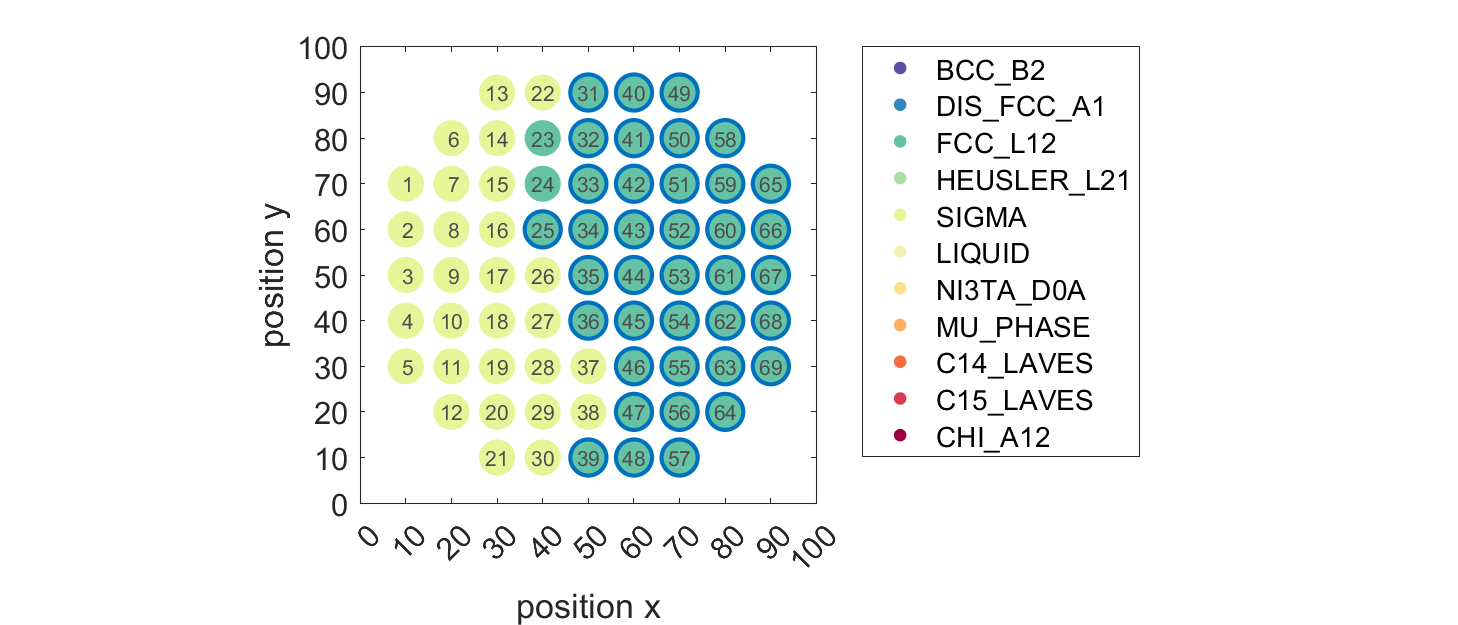 100
90 13 22 31 40 49
80 6 14 23 32 41 50 58
70 1 7 15 24 33 42 51 59 65
60 2 8 16 25 34 43 52 60 66
50 3 9 17 26 35 44 53 61 67
40 4 10 18 27 36 45 54 62 68
30 5 11 19 28 37 46 55 63 69
20 12 20 29 38 47 56 64
10 21 30 39 48 57
0
position y
0 10 20 30 40 50 60 70 80 90 100
position x
BCC_B2
DIS_FCC_A1
FCC_L12
HEUSLER_L21
SIGMA
LIQUID
NI3TA_D0A
MU_PHASE
C14_LAVES
C15_LAVES
CHI_A12